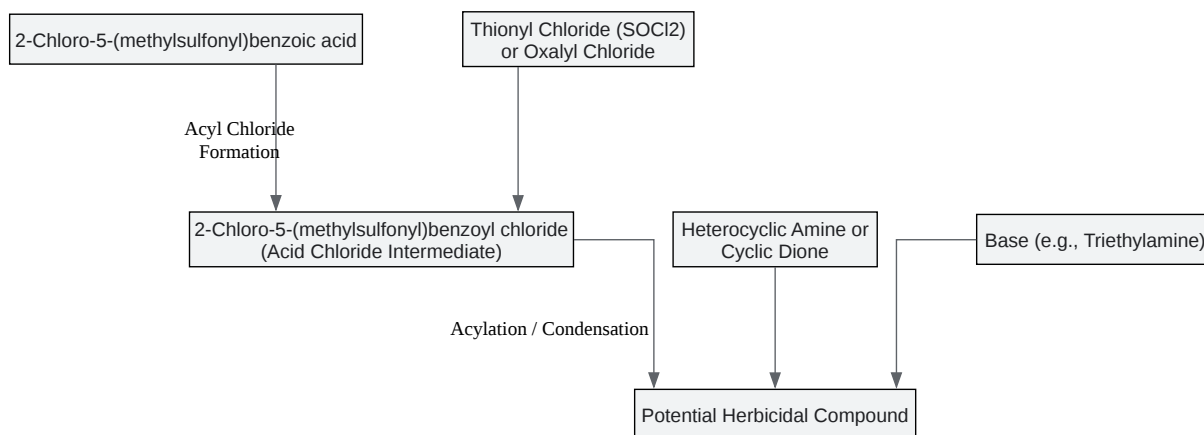 2-Chloro-5-(methylsulfonyl)benzoic acid
Thionyl Chloride (SOCl2)
or Oxalyl Chloride
Acyl Chloride
Formation
2-Chloro-5-(methylsulfonyl)benzoyl chloride
(Acid Chloride Intermediate)
Heterocyclic Amine or
Cyclic Dione
Base (e.g., Triethylamine)
Acylation / Condensation
Potential Herbicidal Compound